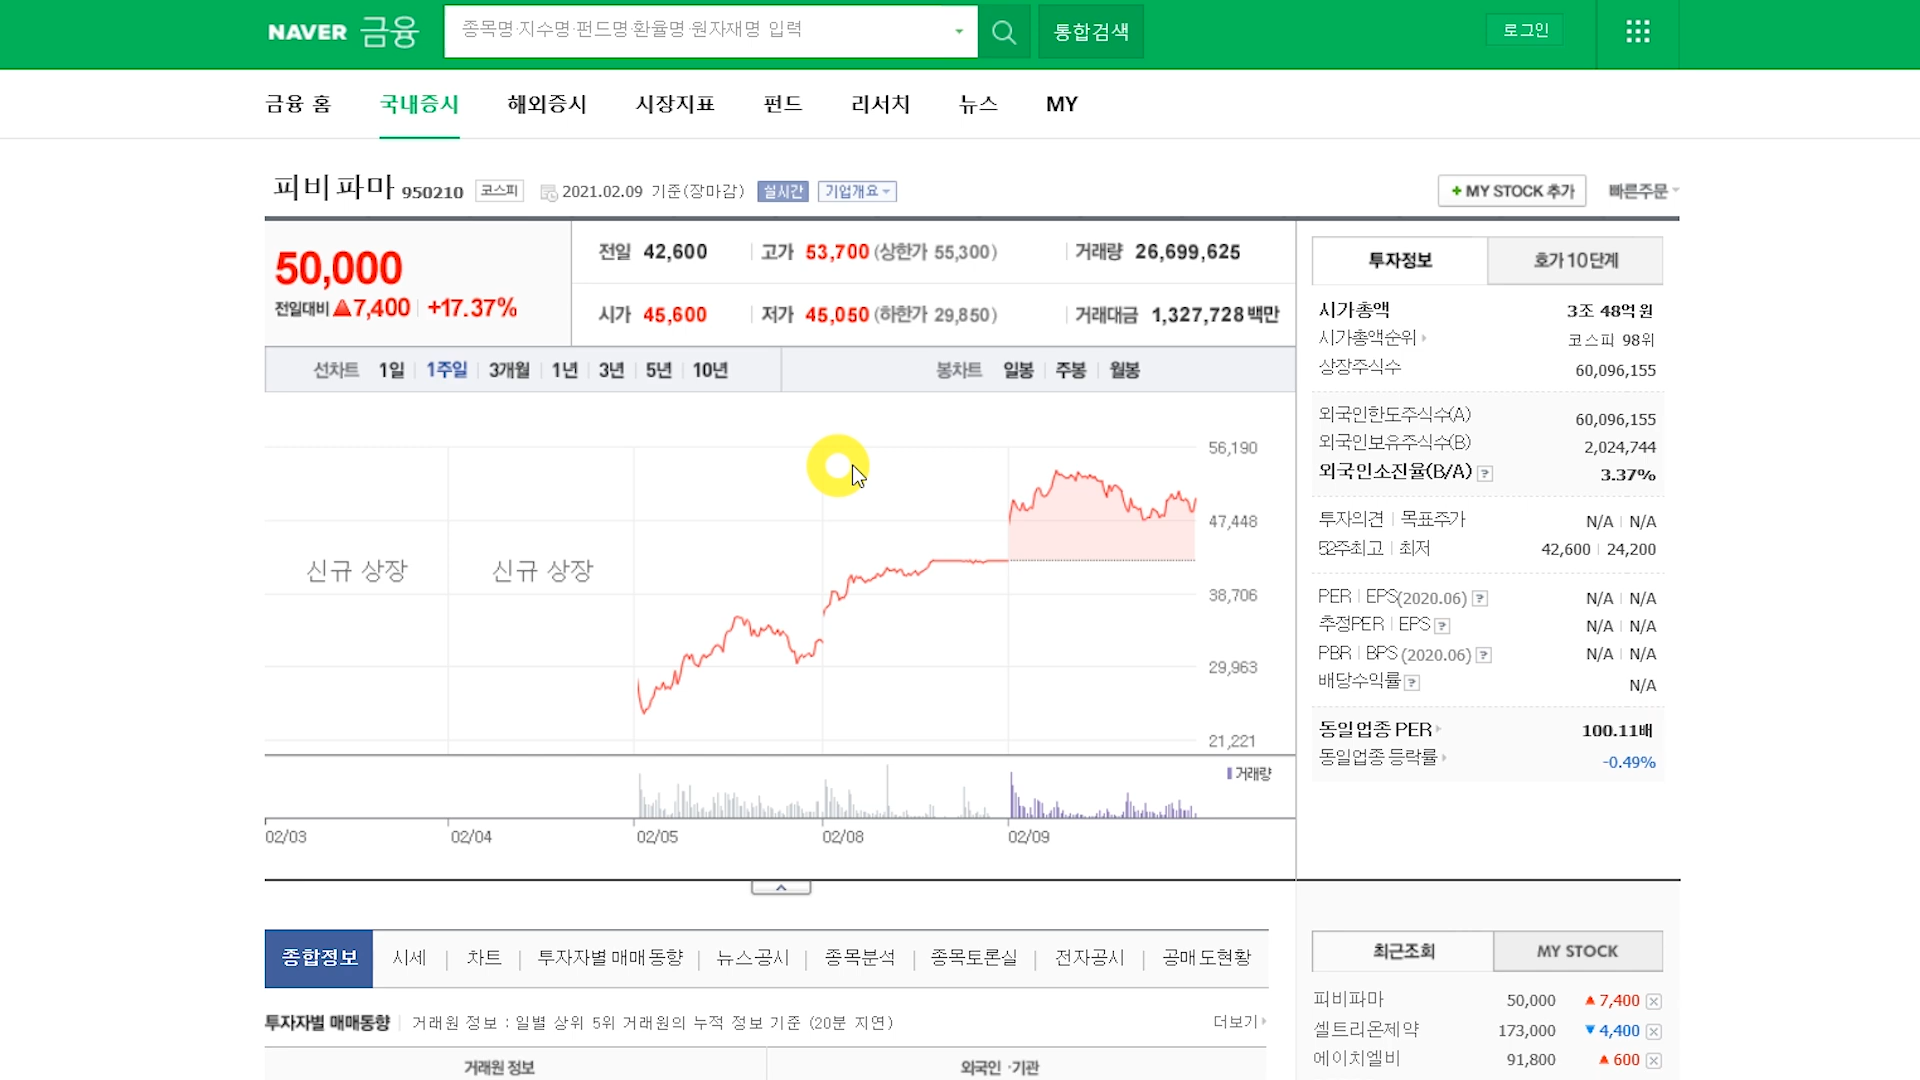 NAVER 금융 종목명·지수명·펀드명·환율명·원자재명 입력 통합검색 로그인
금융 홈 국내증시 해외증시 시장지표 펀드 리서치 뉴스 MY
피비파마 950210 코스피 2021.02.09 기준(장마감) 실시간 기업개요 + MY STOCK 추가 빠른주문
50,000
전일대비 ▲7,400 +17.37%
전일 42,600 고가 53,700 (상한가 55,300) 거래량 26,699,625
시가 45,600 저가 45,050 (하한가 29,850) 거래대금 1,327,728 백만
선차트 1일 1주일 3개월 1년 3년 5년 10년 봉차트 일봉 주봉 월봉
56,190
47,448
신규 상장 신규 상장
38,706
29,963
21,221
거래량
02/03 02/04 02/05 02/08 02/09
투자정보 호가 10단계
시가총액 3조 48억 원
시가총액순위 코스피 98위
상장주식수 60,096,155
외국인한도주식수(A) 60,096,155
외국인보유주식수(B) 2,024,744
외국인소진율(B/A) ? 3.37%
투자의견 | 목표주가 N/A | N/A
52주최고 | 최저 42,600 | 24,200
PER | EPS(2020.06) ? N/A | N/A
추정PER | EPS ? N/A | N/A
PBR | BPS (2020.06) ? N/A | N/A
배당수익률 ? N/A
동일업종 PER 100.11배
동일업종 등락률 -0.49%
종합정보 시세 차트 투자자별 매매동향 뉴스·공시 종목분석 종목토론실 전자공시 공매도현황
투자자별 매매동향 거래원 정보 : 일별 상위 5위 거래원의 누적 정보 기준 (20분 지연) 더보기
거래원 정보 외국인·기관
최근조회 MY STOCK
피비파마 50,000 ▲7,400
셀트리온제약 173,000 ▼4,400
에이치엘비 91,800 ▲600